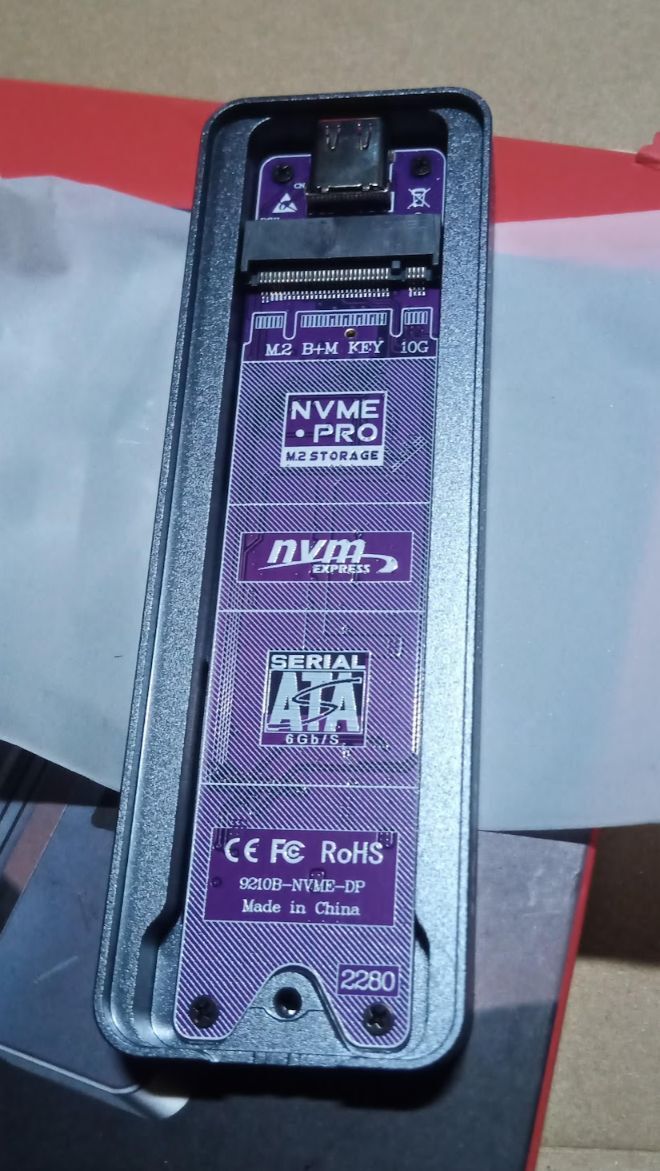 CN
M.2 B+M KEY 10G
NVME
• PRO
M.2 STORAGE
nvm
EXPRESS
SERIAL
ATA
6Gb/s
CE FC RoHS
9210B-NVME-DP
Made in China
2280